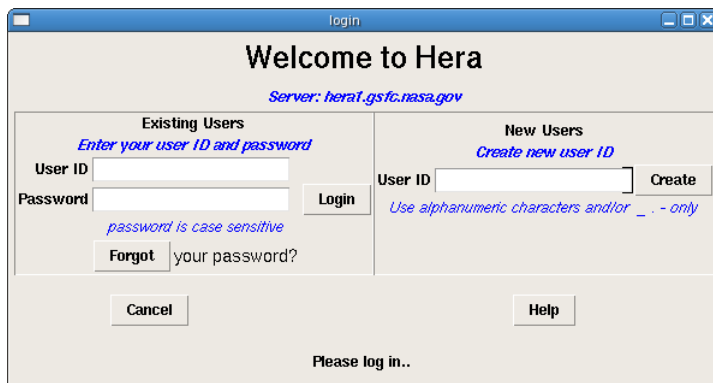 login
Welcome to Hera
Server: hera1.gsfc.nasa.gov
Existing Users
Enter your user ID and password
User ID
Password
Login
password is case sensitive
Forgot your password?
New Users
Create new user ID
User ID
Create
Use alphanumeric characters and/or _ . - only
Cancel
Help
Please log in..